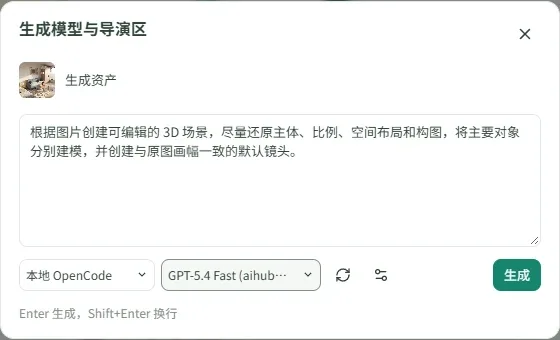 生成模型与导演区
生成资产
根据图片创建可编辑的 3D 场景，尽量还原主体、比例、空间布局和构图，将主要对象
分别建模，并创建与原图画幅一致的默认镜头。
本地 OpenCode
GPT-5.4 Fast (aihub···
生成
Enter 生成，Shift+Enter 换行